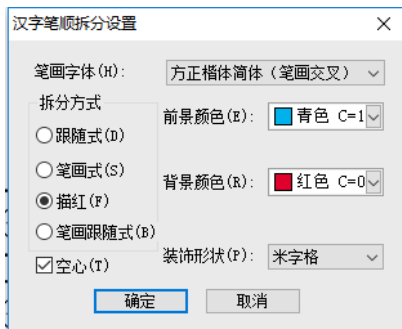 汉字笔顺拆分设置
笔画字体(H): 方正楷体简体（笔画交叉）
拆分方式
前景颜色(E): 青色 C=1
跟随式(D)
笔画式(S)
背景颜色(R): 红色 C=0
描红(F)
笔画跟随式(B)
装饰形状(P): 米字格
空心(T)
确定 取消